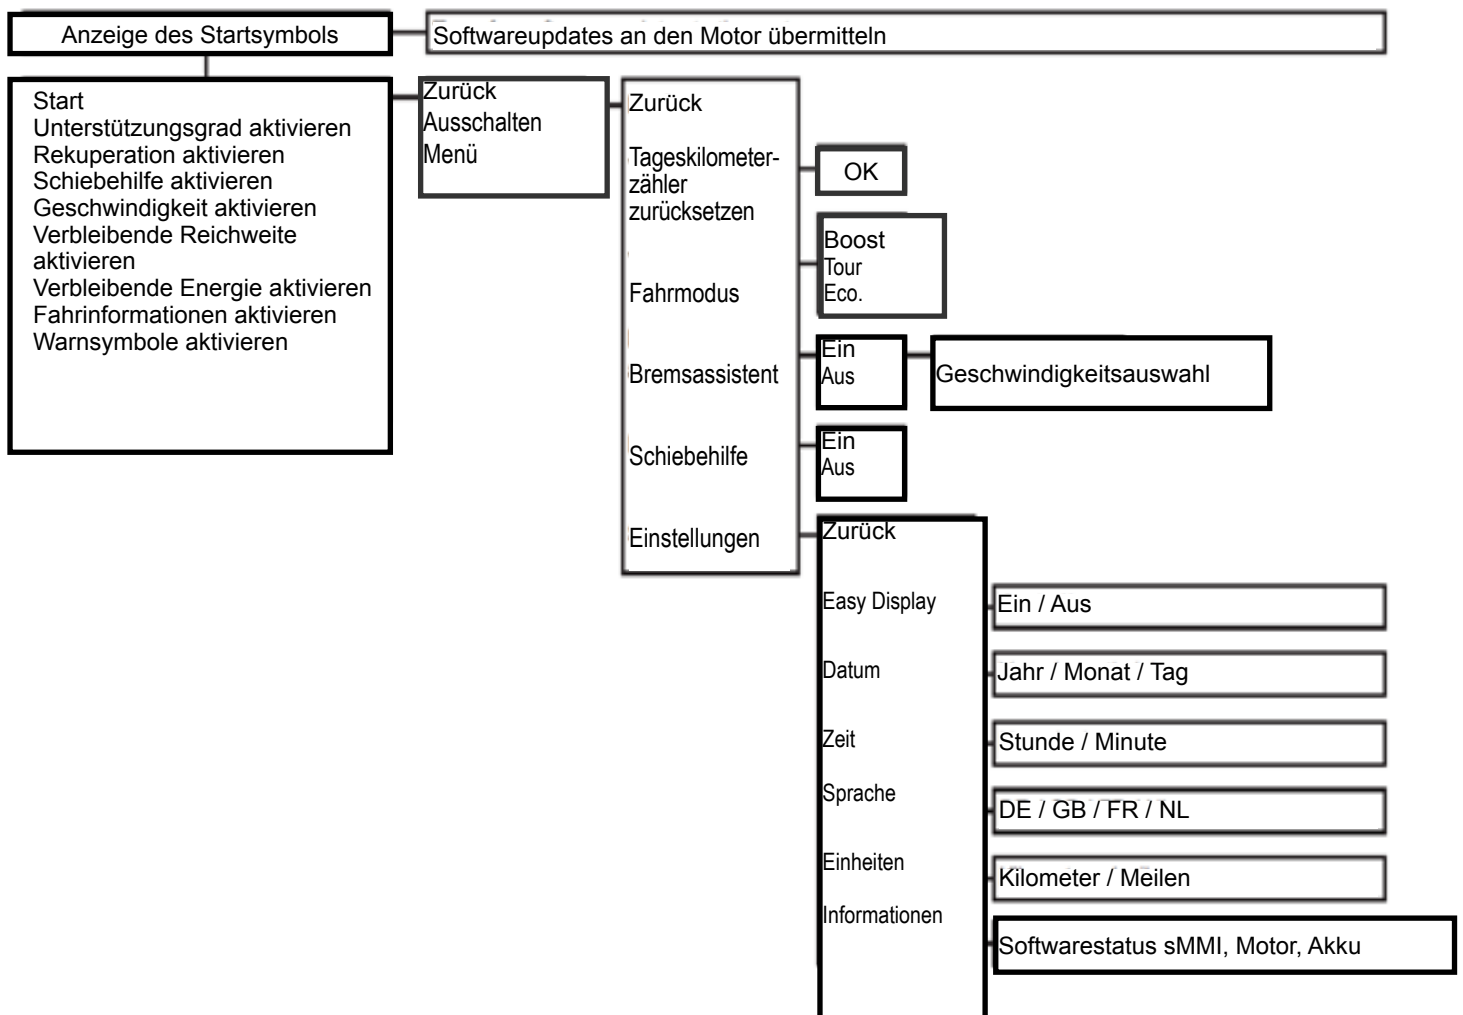 Anzeige des Startsymbols
Softwareupdates an den Motor übermitteln
Start
Unterstützungsgrad aktivieren
Rekuperation aktivieren
Schiebehilfe aktivieren
Geschwindigkeit aktivieren
Verbleibende Reichweite
aktivieren
Verbleibende Energie aktivieren
Fahrinformationen aktivieren
Warnsymbole aktivieren
Zurück
Ausschalten
Menü
Zurück
Tageskilometer-
zähler
zurücksetzen
OK
Fahrmodus
Boost
Tour
Eco.
Bremsassistent
Ein
Aus
Geschwindigkeitsauswahl
Schiebehilfe
Ein
Aus
Einstellungen
Zurück
Easy Display
Ein / Aus
Datum
Jahr / Monat / Tag
Zeit
Stunde / Minute
Sprache
DE / GB / FR / NL
Einheiten
Kilometer / Meilen
Informationen
Softwarestatus sMMI, Motor, Akku